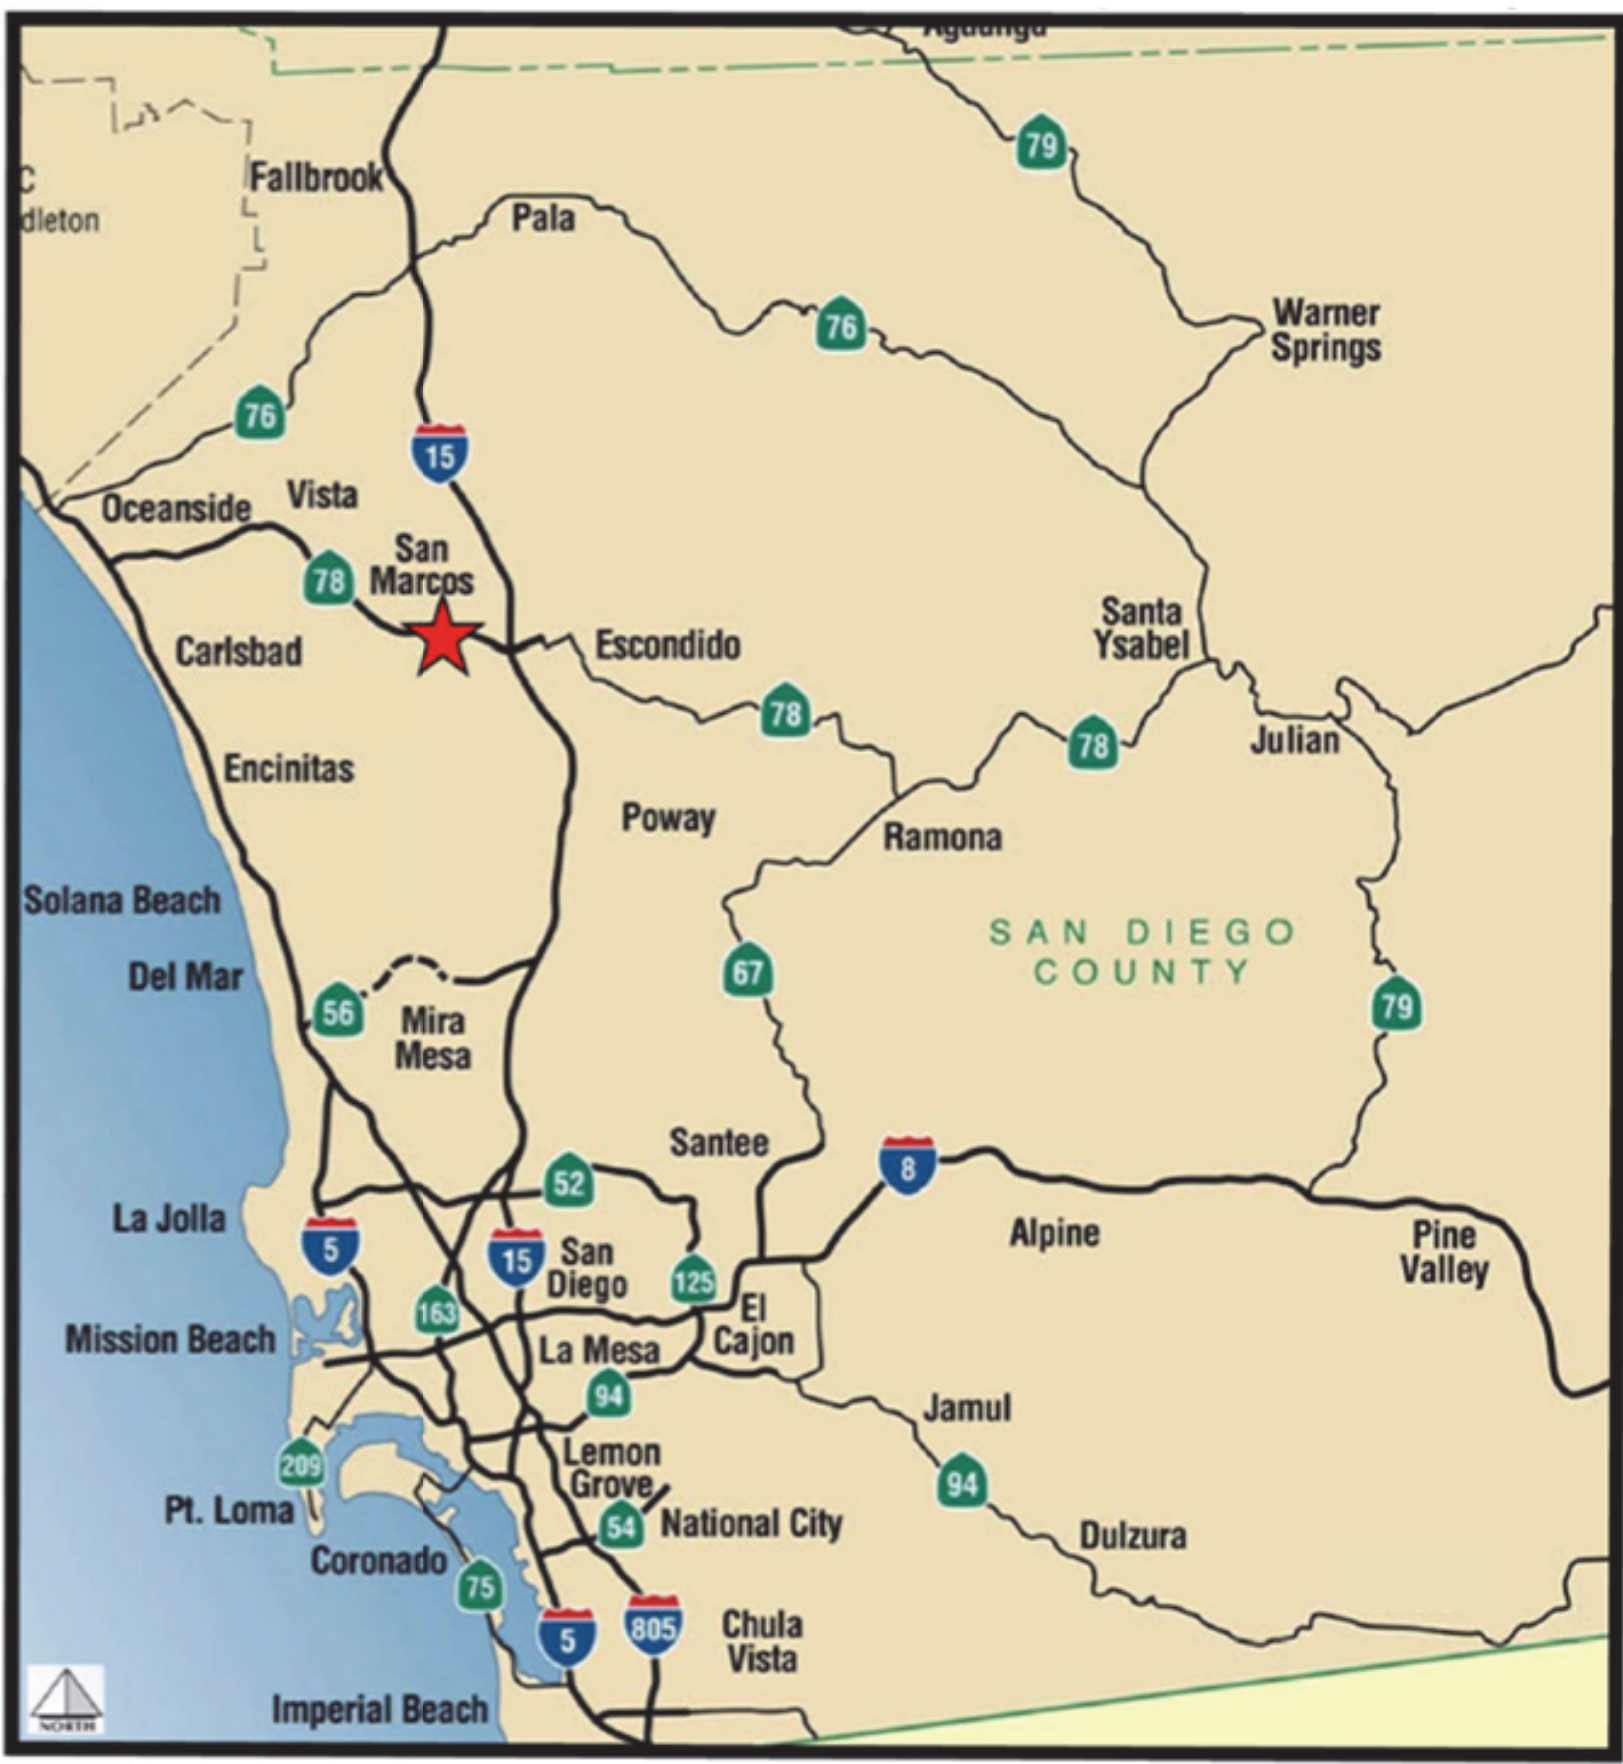 Aguanga
79
C
dleton
Fallbrook
Pala
76
Warner
Springs
76
15
Oceanside
Vista
San
Marcos
78
Carlsbad
Escondido
Santa
Ysabel
78
78
Julian
Encinitas
Poway
Ramona
Solana Beach
SAN DIEGO
COUNTY
Del Mar
67
56
Mira
Mesa
79
Santee
8
52
La Jolla
5
15
San
Diego
125
Alpine
Pine
Valley
163
El
Cajon
Mission Beach
La Mesa
94
Jamul
209
Lemon
Grove
94
Pt. Loma
54
National City
Dulzura
Coronado
75
5
805
Chula
Vista
Imperial Beach
NORTH